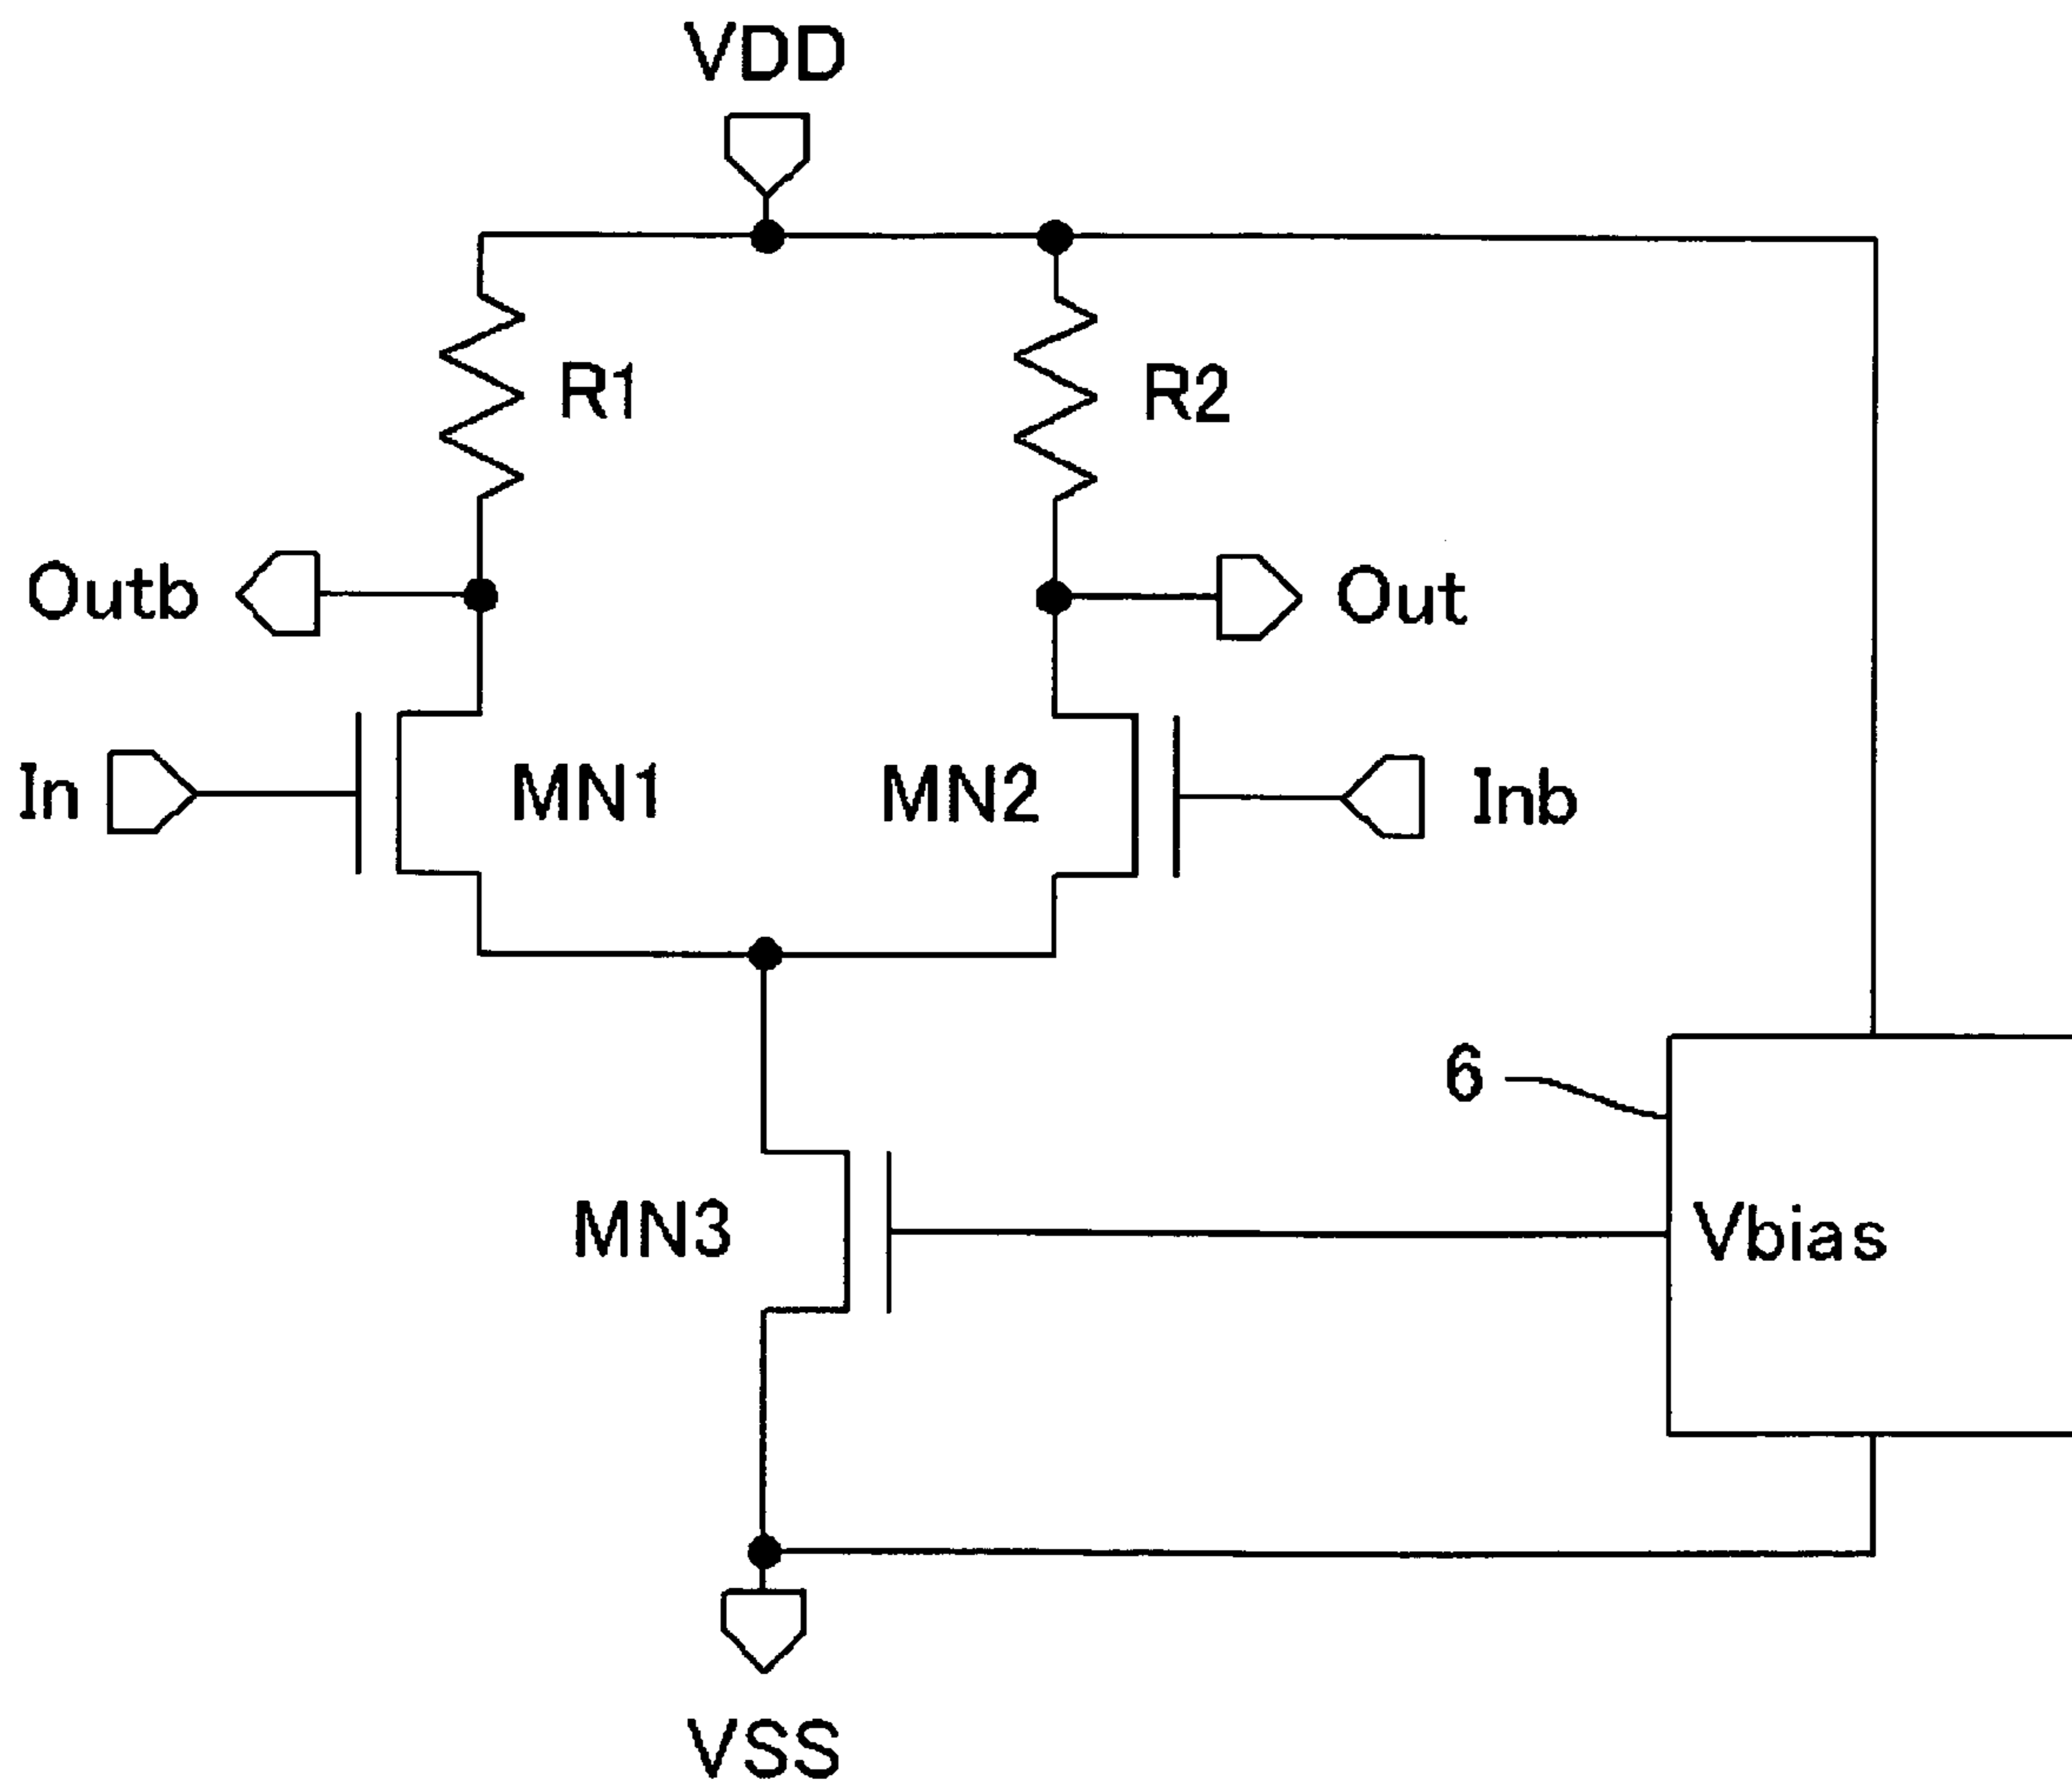 VDD
R1
R2
Outb
Out
In
MN1
MN2
Inb
6
MN3
Vbias
VSS